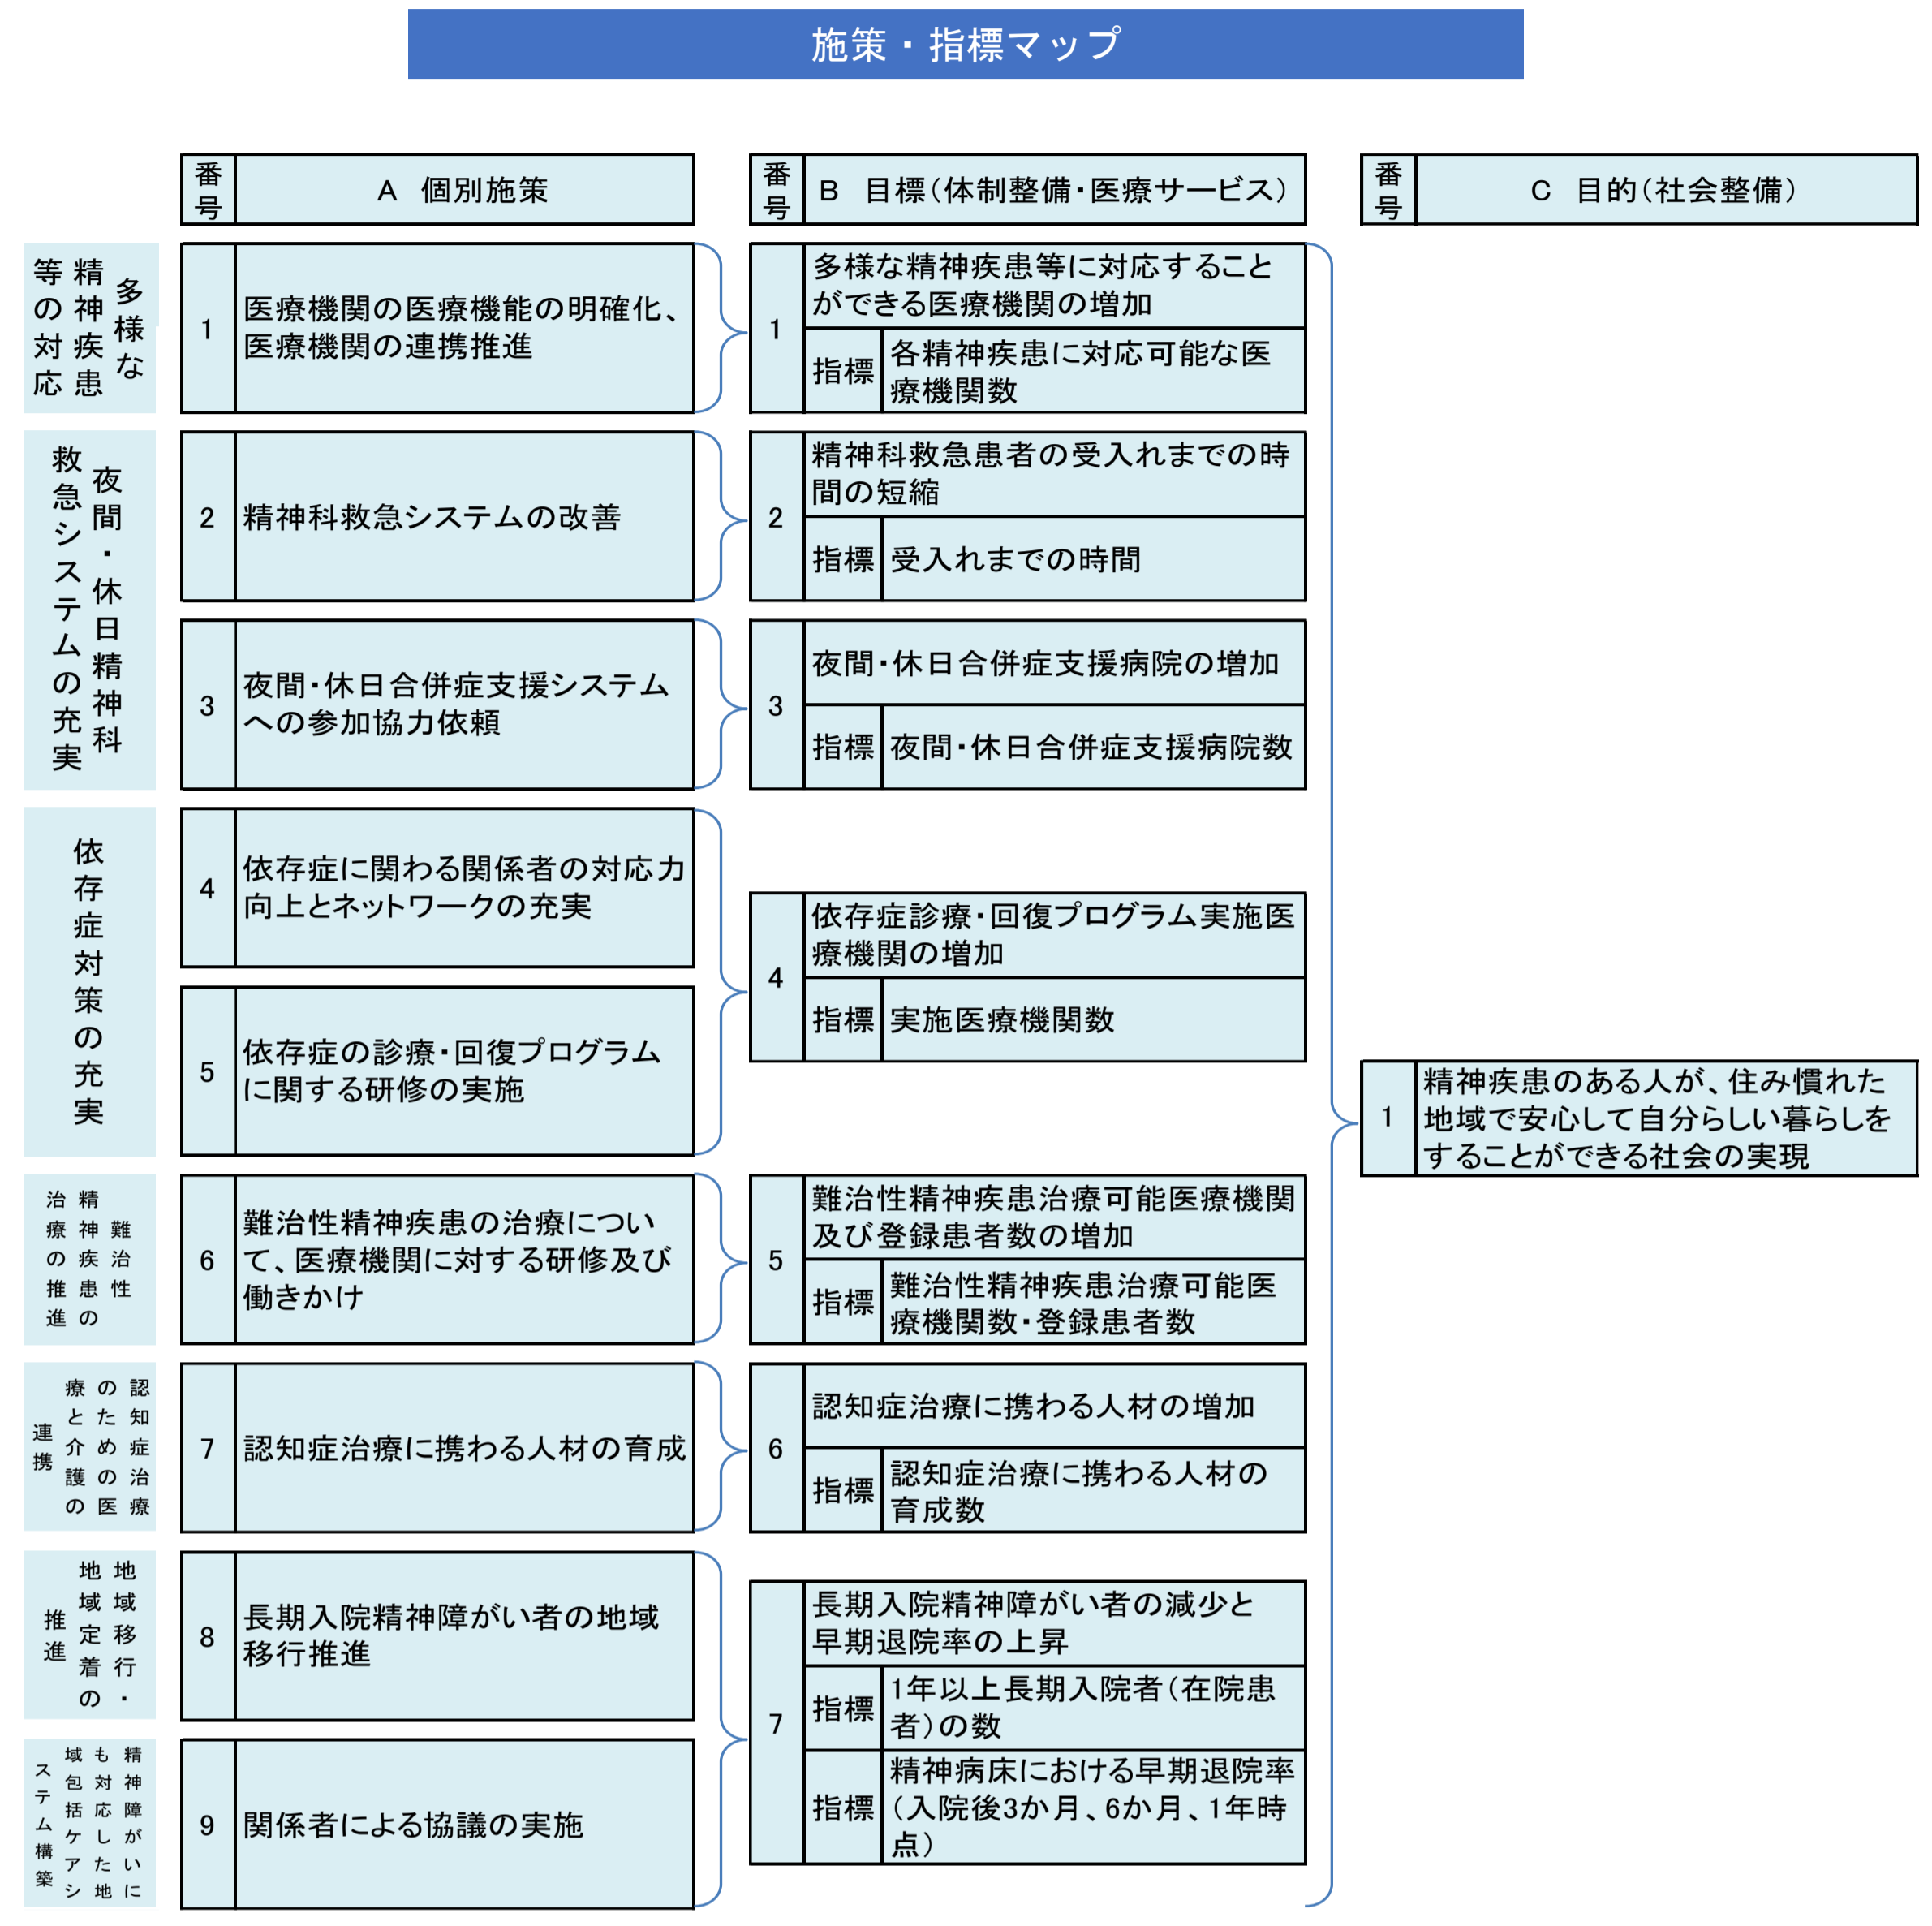 施策・指標マップ
番号
A 個別施策
番号
B 目標（体制整備・医療サービス）
番号
C 目的（社会整備）
多様な
精神疾患
等の対応
1
医療機関の医療機能の明確化、
医療機関の連携推進
1
多様な精神疾患等に対応すること
ができる医療機関の増加
指標
各精神疾患に対応可能な医
療機関数
夜間・休日精神科
救急システムの充実
2
精神科救急システムの改善
2
精神科救急患者の受入れまでの時
間の短縮
指標
受入れまでの時間
3
夜間・休日合併症支援システム
への参加協力依頼
3
夜間・休日合併症支援病院の増加
指標
夜間・休日合併症支援病院数
依存症対策の充実
4
依存症に関わる関係者の対応力
向上とネットワークの充実
5
依存症の診療・回復プログラム
に関する研修の実施
4
依存症診療・回復プログラム実施医
療機関の増加
指標
実施医療機関数
難治性
精神疾患の
治療の推進
6
難治性精神疾患の治療につい
て、医療機関に対する研修及び
働きかけ
5
難治性精神疾患治療可能医療機関
及び登録患者数の増加
指標
難治性精神疾患治療可能医
療機関数・登録患者数
認知症治療
のための医
療と介護の
連携
7
認知症治療に携わる人材の育成
6
認知症治療に携わる人材の増加
指標
認知症治療に携わる人材の
育成数
地域移行・
地域定着の
推進
8
長期入院精神障がい者の地域
移行推進
精神障がいに
も対応した地
域包括ケアシ
ステム構築
9
関係者による協議の実施
7
長期入院精神障がい者の減少と
早期退院率の上昇
指標
1年以上長期入院者（在院患
者）の数
指標
精神病床における早期退院率
（入院後3か月、6か月、1年時
点）
1
精神疾患のある人が、住み慣れた
地域で安心して自分らしい暮らしを
することができる社会の実現